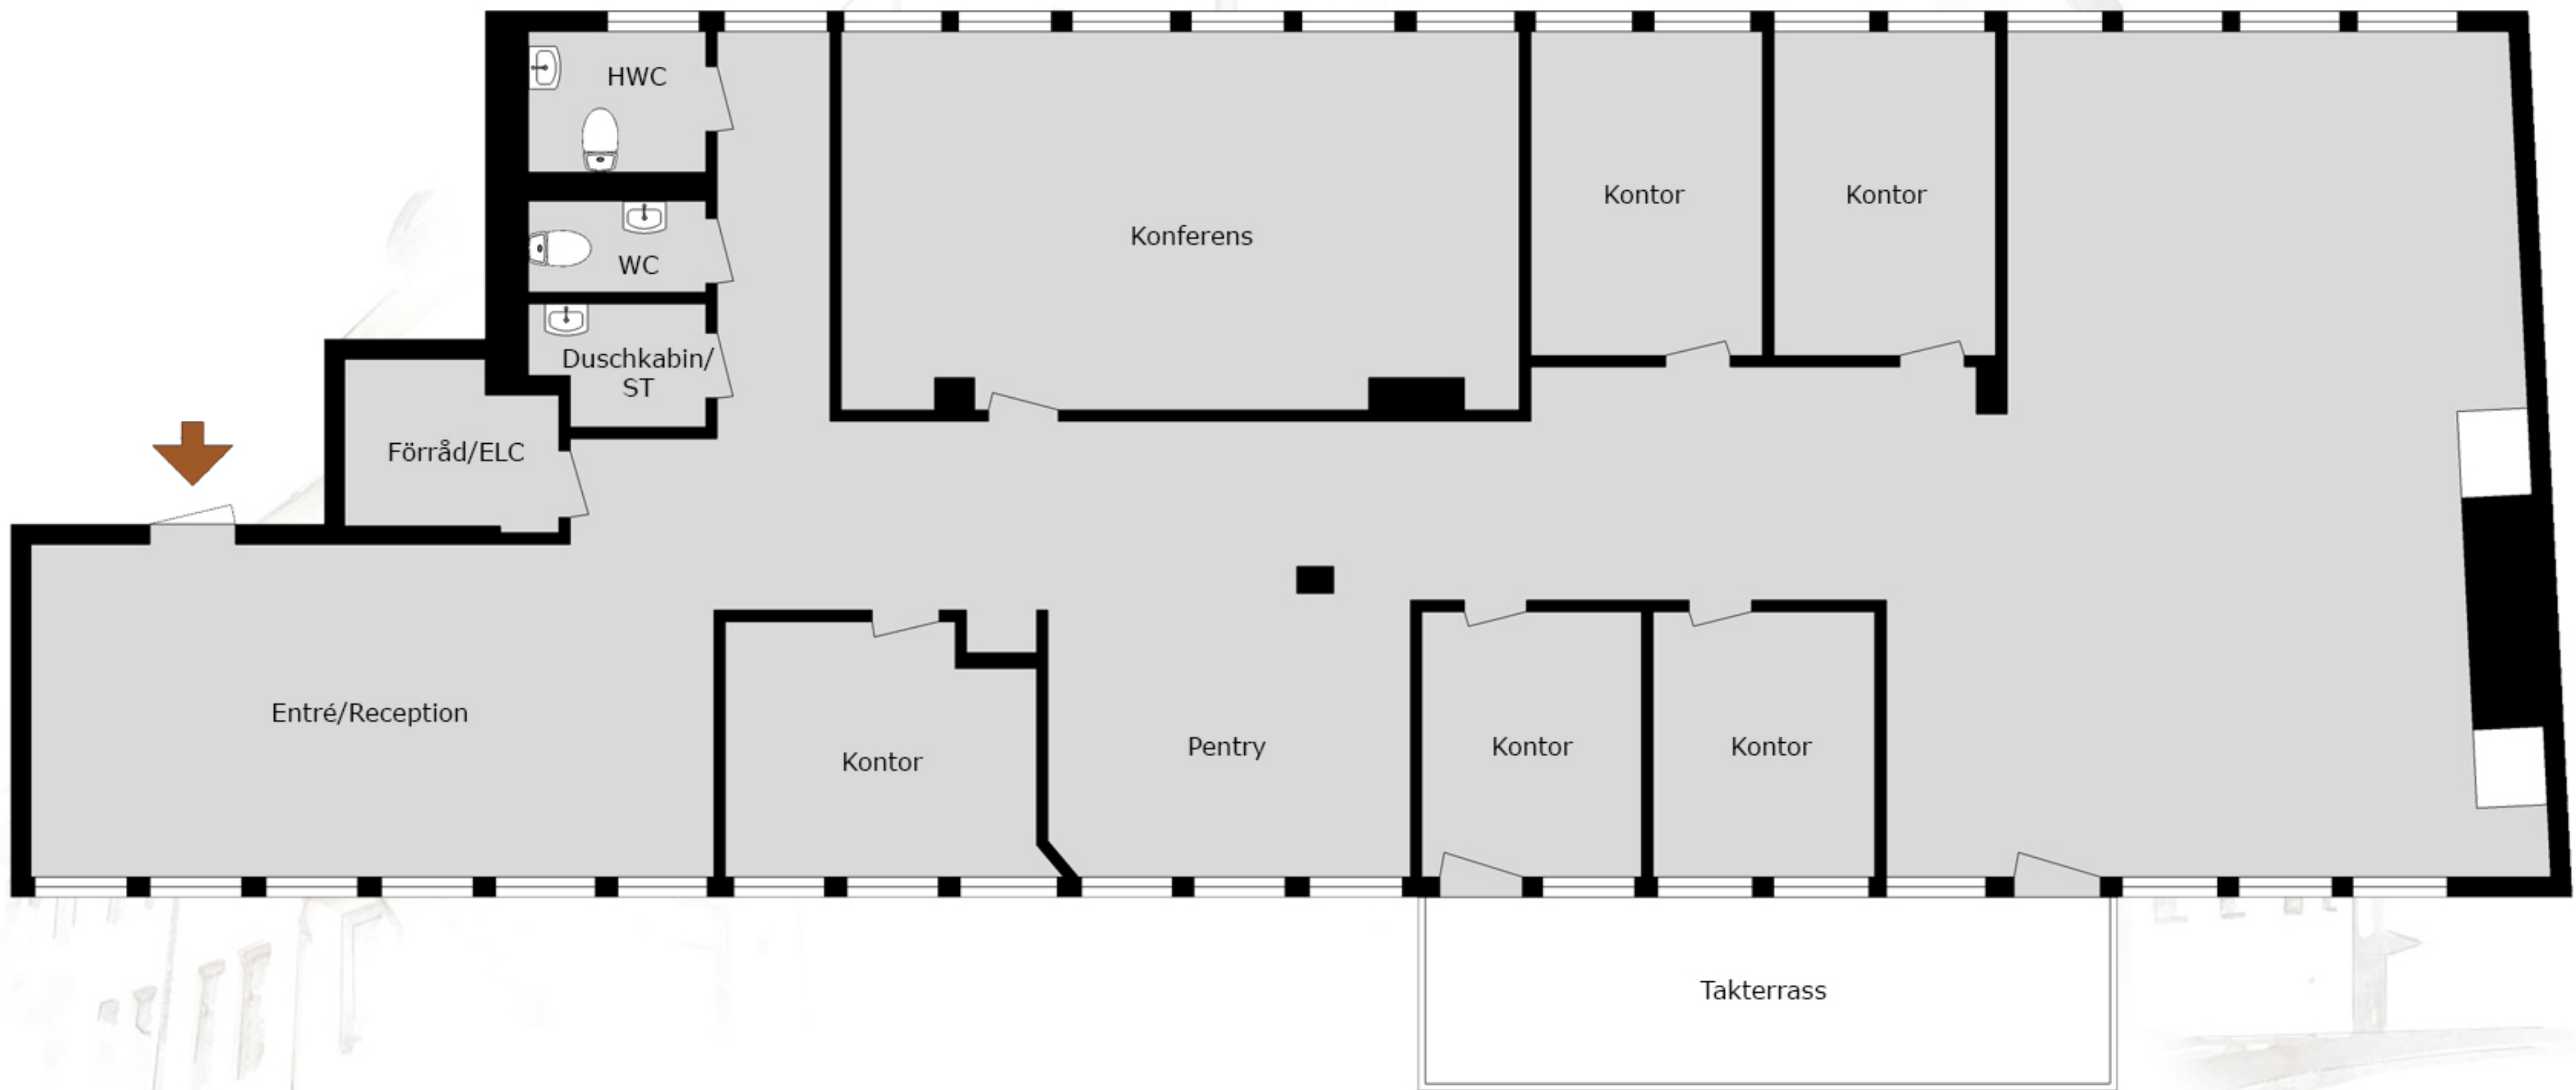 HWC
WC
Duschkabin/
ST
Förråd/ELC
Konferens
Kontor
Kontor
Entré/Reception
Kontor
Pentry
Kontor
Kontor
Takterrass